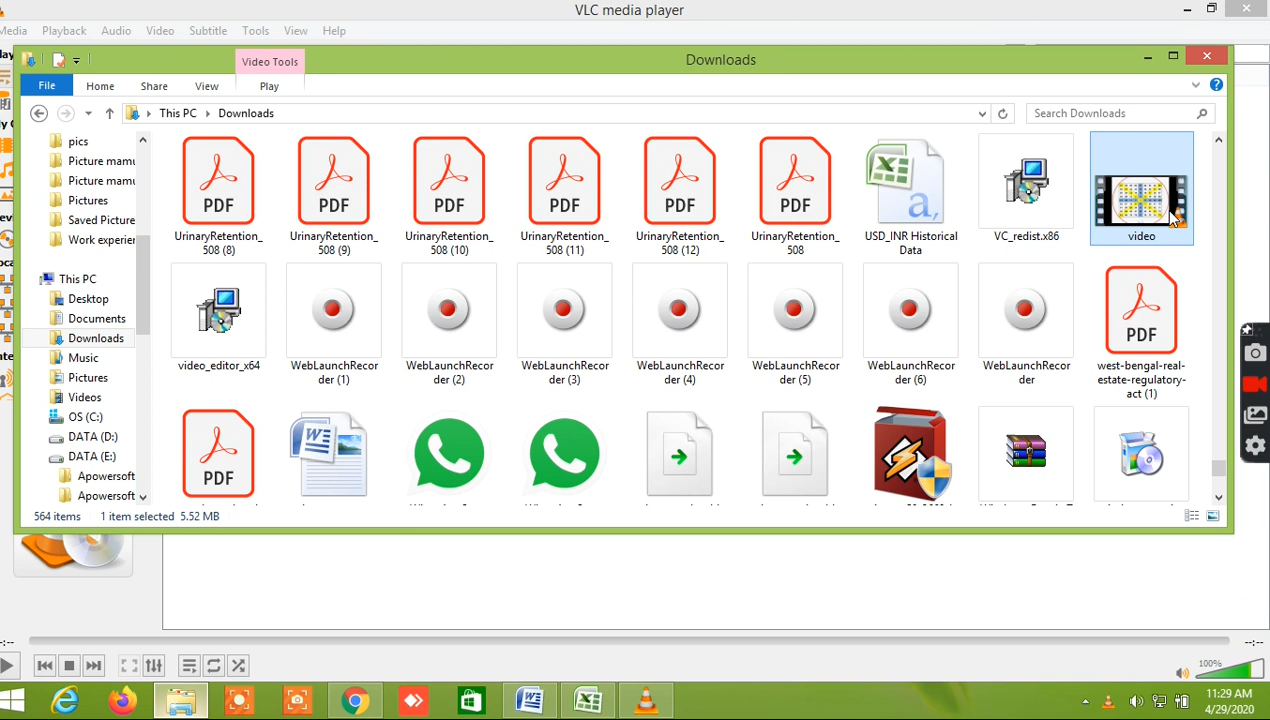 VLC media player
Media Playback Audio Video Subtitle Tools View Help
Video Tools
Downloads
File Home Share View Play
This PC Downloads
Search Downloads
pics
Picture mamu
Picture mamu
Pictures
Saved Picture
Work experien
This PC
Desktop
Documents
Downloads
Music
Pictures
Videos
OS (C:)
DATA (D:)
DATA (E:)
Apowersoft
Apowersoft
PDF PDF PDF PDF PDF PDF
UrinaryRetention_
508 (8)
UrinaryRetention_
508 (9)
UrinaryRetention_
508 (10)
UrinaryRetention_
508 (11)
UrinaryRetention_
508 (12)
UrinaryRetention_
508
USD_INR Historical
Data
VC_redist.x86
video
PDF
video_editor_x64
WebLaunchRecor
der (1)
WebLaunchRecor
der (2)
WebLaunchRecor
der (3)
WebLaunchRecor
der (4)
WebLaunchRecor
der (5)
WebLaunchRecor
der (6)
WebLaunchRecor
der
west-bengal-real-
estate-regulatory-
act (1)
PDF
564 items 1 item selected 5.52 MB
--:--
100%
11:29 AM
4/29/2020